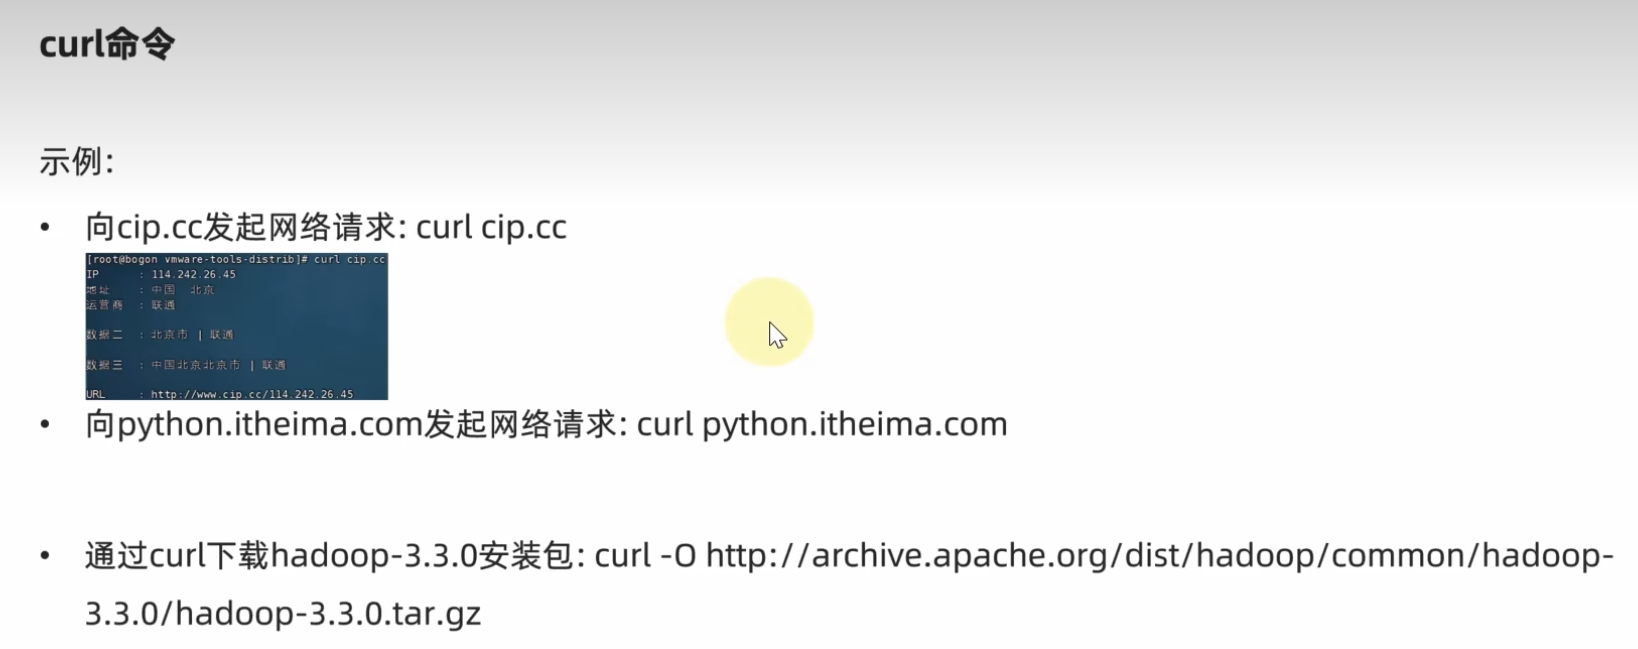 curl命令
示例：
• 向cip.cc发起网络请求: curl cip.cc
[root@bogon vmware-tools-distrib]# curl cip.cc
IP : 114.242.26.45
地址 : 中国 北京
运营商 : 联通
数据二 : 北京市 | 联通
数据三 : 中国北京北京市 | 联通
URL : http://www.cip.cc/114.242.26.45
• 向python.itheima.com发起网络请求: curl python.itheima.com
• 通过curl下载hadoop-3.3.0安装包: curl -O http://archive.apache.org/dist/hadoop/common/hadoop-
3.3.0/hadoop-3.3.0.tar.gz